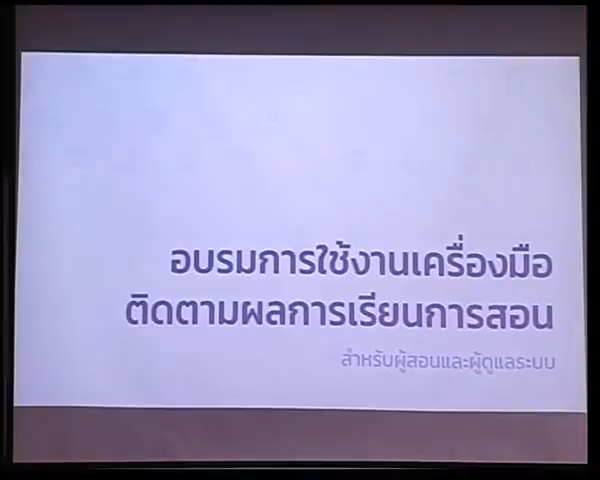 อบรมการใช้งานเครื่องมือ
ติดตามผลการเรียนการสอน
สำหรับผู้สอนและผู้ดูแลระบบ